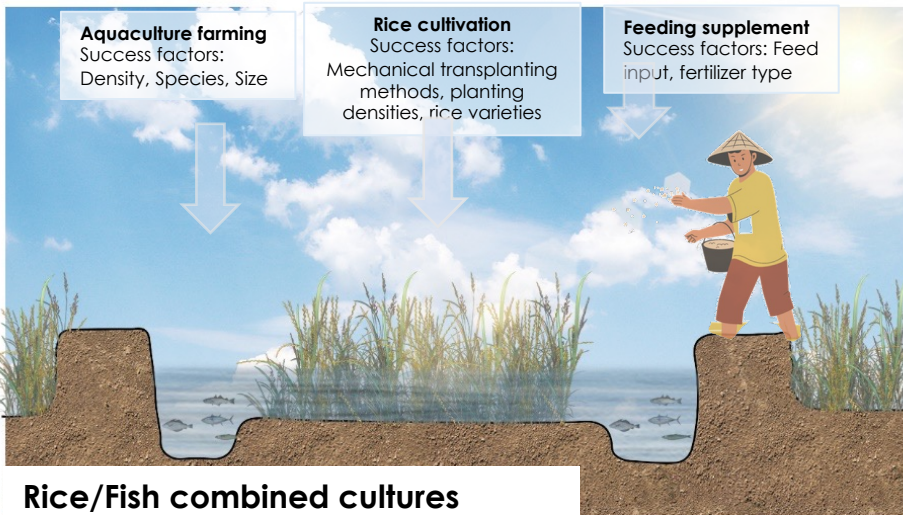 Aquaculture farming
Success factors:
Density, Species, Size
Rice cultivation
Success factors:
Mechanical transplanting
methods, planting
densities, rice varieties
Feeding supplement
Success factors: Feed
input, fertilizer type
Rice/Fish combined cultures